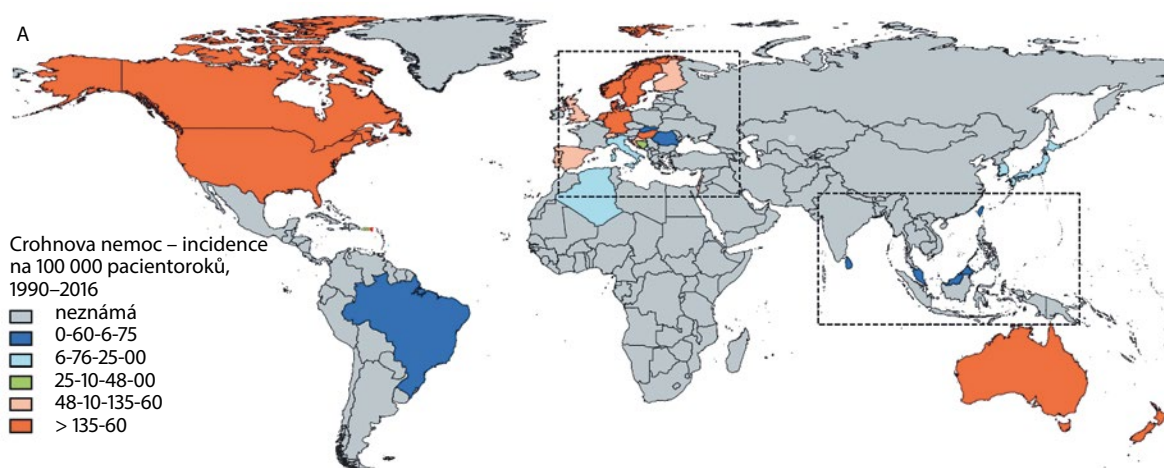 A
Crohnova nemoc – incidence
na 100 000 pacientoroků,
1990–2016
neznámá
0-60-6-75
6-76-25-00
25-10-48-00
48-10-135-60
> 135-60